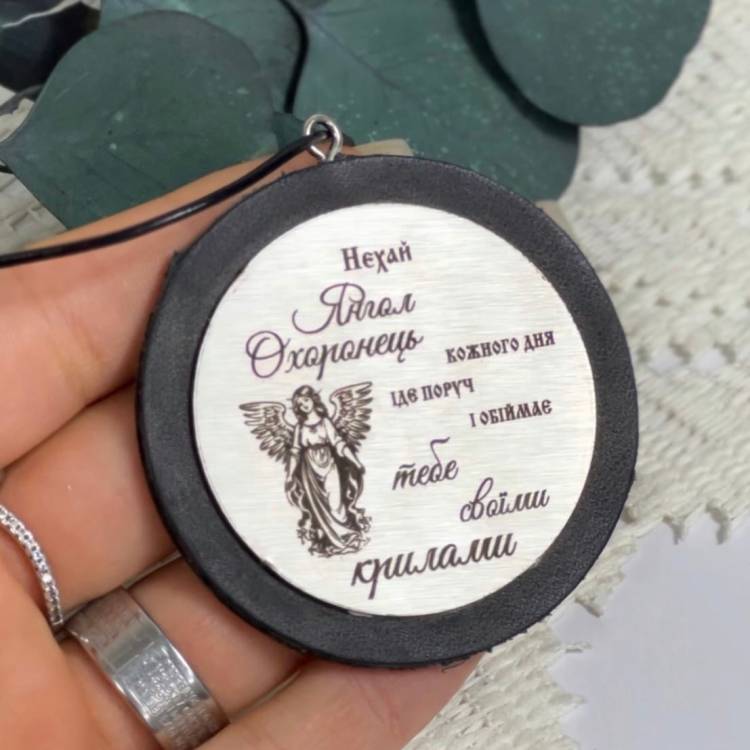 Нехай
Янгол
Охоронець
кожного дня
іде поруч
і обіймає
тебе
своїми
крилами